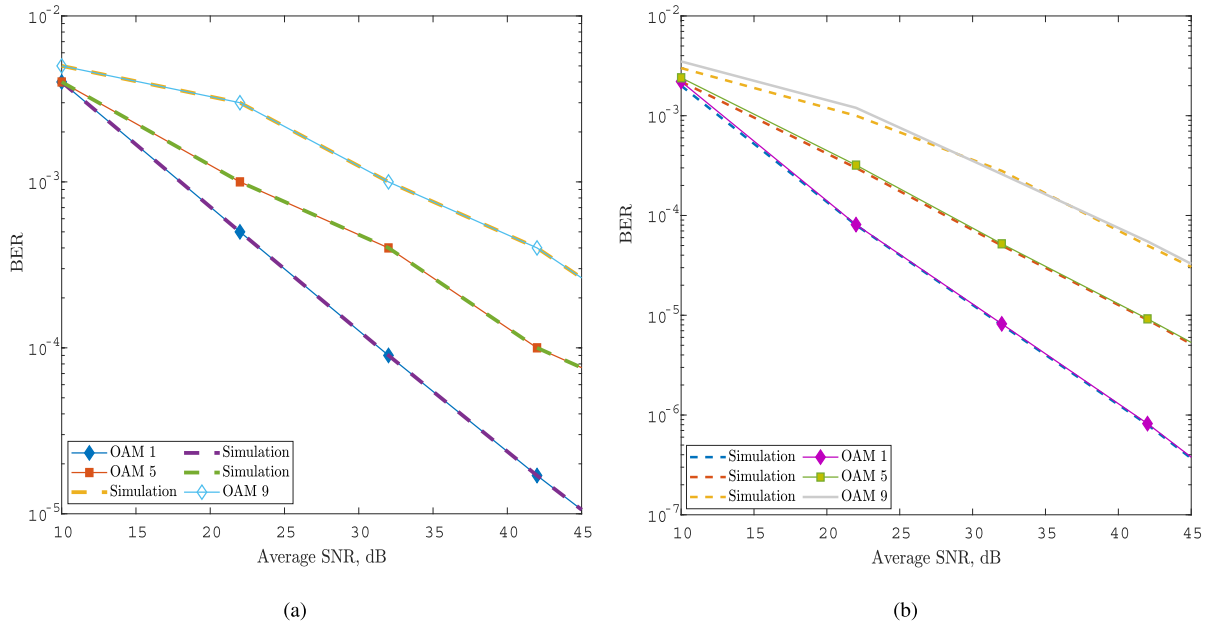 10^-2
10^-3
10^-4
10^-5
BER
10 15 20 25 30 35 40 45
Average SNR, dB
OAM 1 Simulation
OAM 5 Simulation
Simulation OAM 9
(a)
10^-2
10^-3
10^-4
10^-5
10^-6
10^-7
BER
10 15 20 25 30 35 40 45
Average SNR, dB
Simulation OAM 1
Simulation OAM 5
Simulation OAM 9
(b)